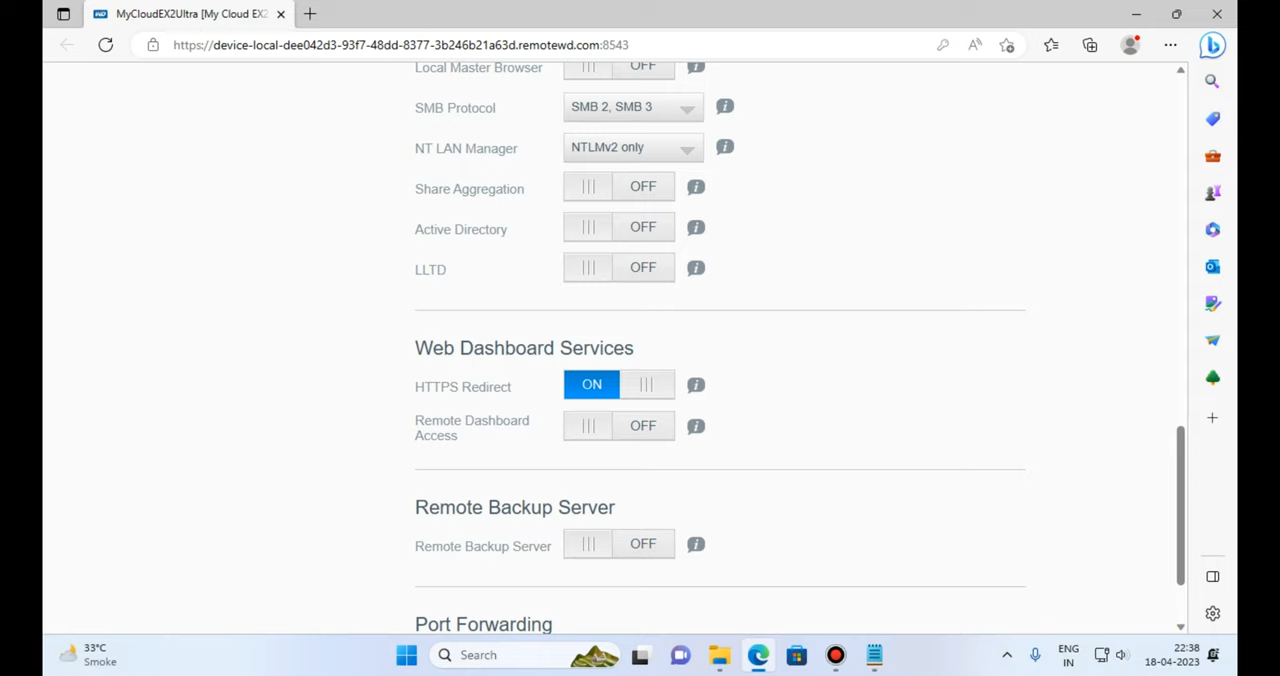 MyCloudEX2Ultra [My Cloud EX2
https://device-local-dee042d3-93f7-48dd-8377-3b246b21a63d.remotewd.com:8543
Local Master Browser OFF
SMB Protocol SMB 2, SMB 3
NT LAN Manager NTLMv2 only
Share Aggregation OFF
Active Directory OFF
LLTD OFF
Web Dashboard Services
HTTPS Redirect ON
Remote Dashboard
Access OFF
Remote Backup Server
Remote Backup Server OFF
Port Forwarding
33°C
Smoke
Search
ENG
IN
22:38
18-04-2023